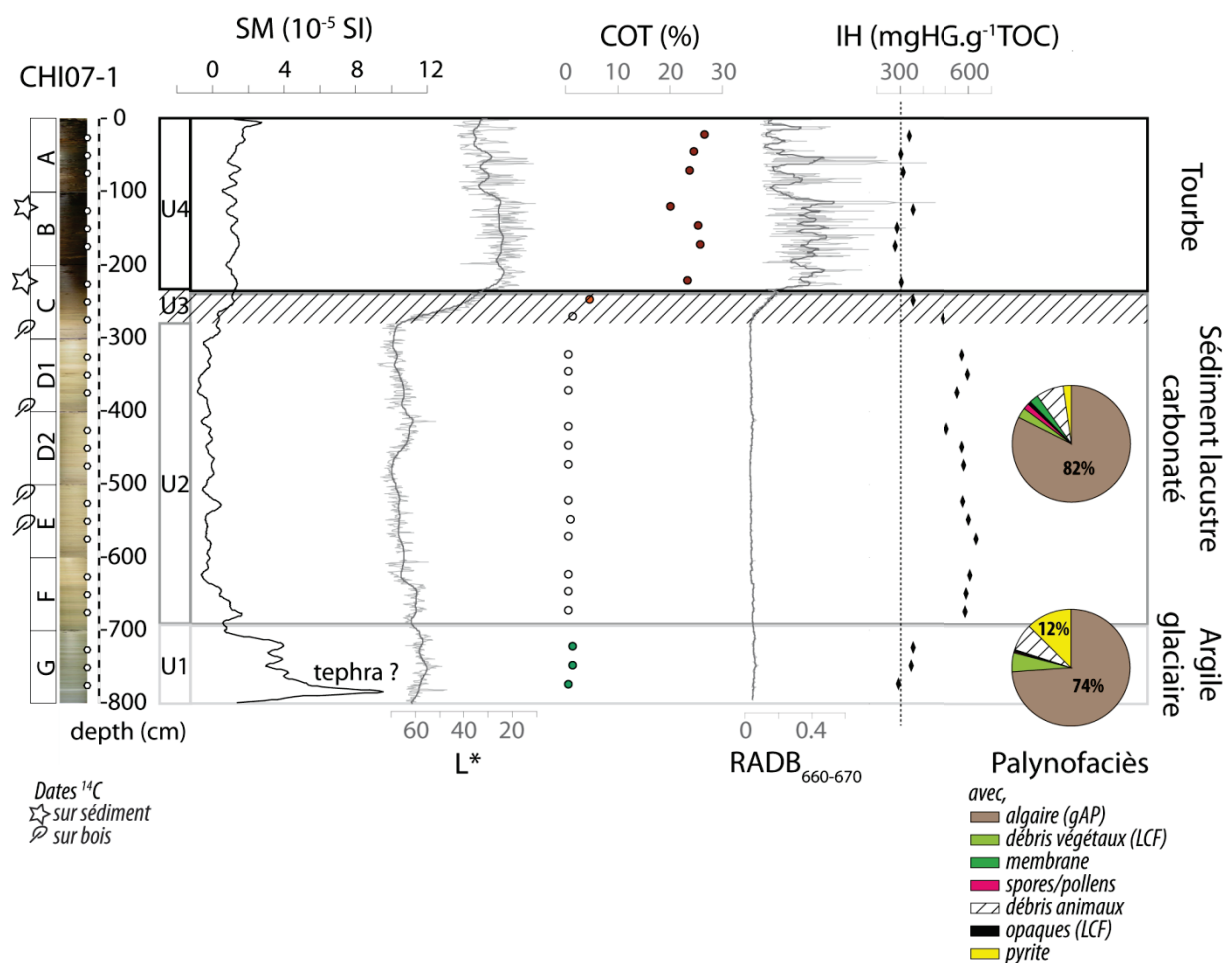 SM (10⁻⁵ SI)
COT (%)
IH (mgHG.g⁻¹TOC)
CHI07-1
0 4 8 12
0 10 20 30
300 600
0
-100
-200
-300
-400
-500
-600
-700
-800
A
B
C
D1
D2
E
F
G
U4
U3
U2
U1
Tourbe
Sédiment lacustre
carbonaté
Argile
glaciaire
82%
12%
74%
tephra ?
depth (cm)
60 40 20
0 0.4
L*
RADB₆₆₀₋₆₇₀
Palynofaciès
Dates ¹⁴C
sur sédiment
sur bois
avec,
algaire (gAP)
débris végétaux (LCF)
membrane
spores/pollens
débris animaux
opaques (LCF)
pyrite